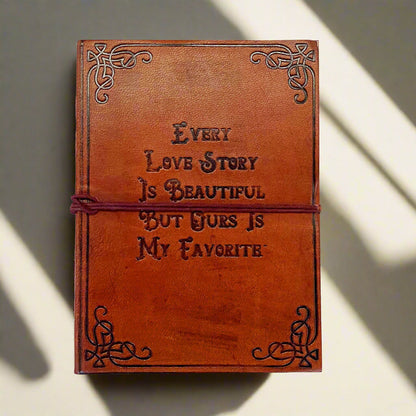 Every
Love Story
Is Beautiful
But Ours Is
My Favorite